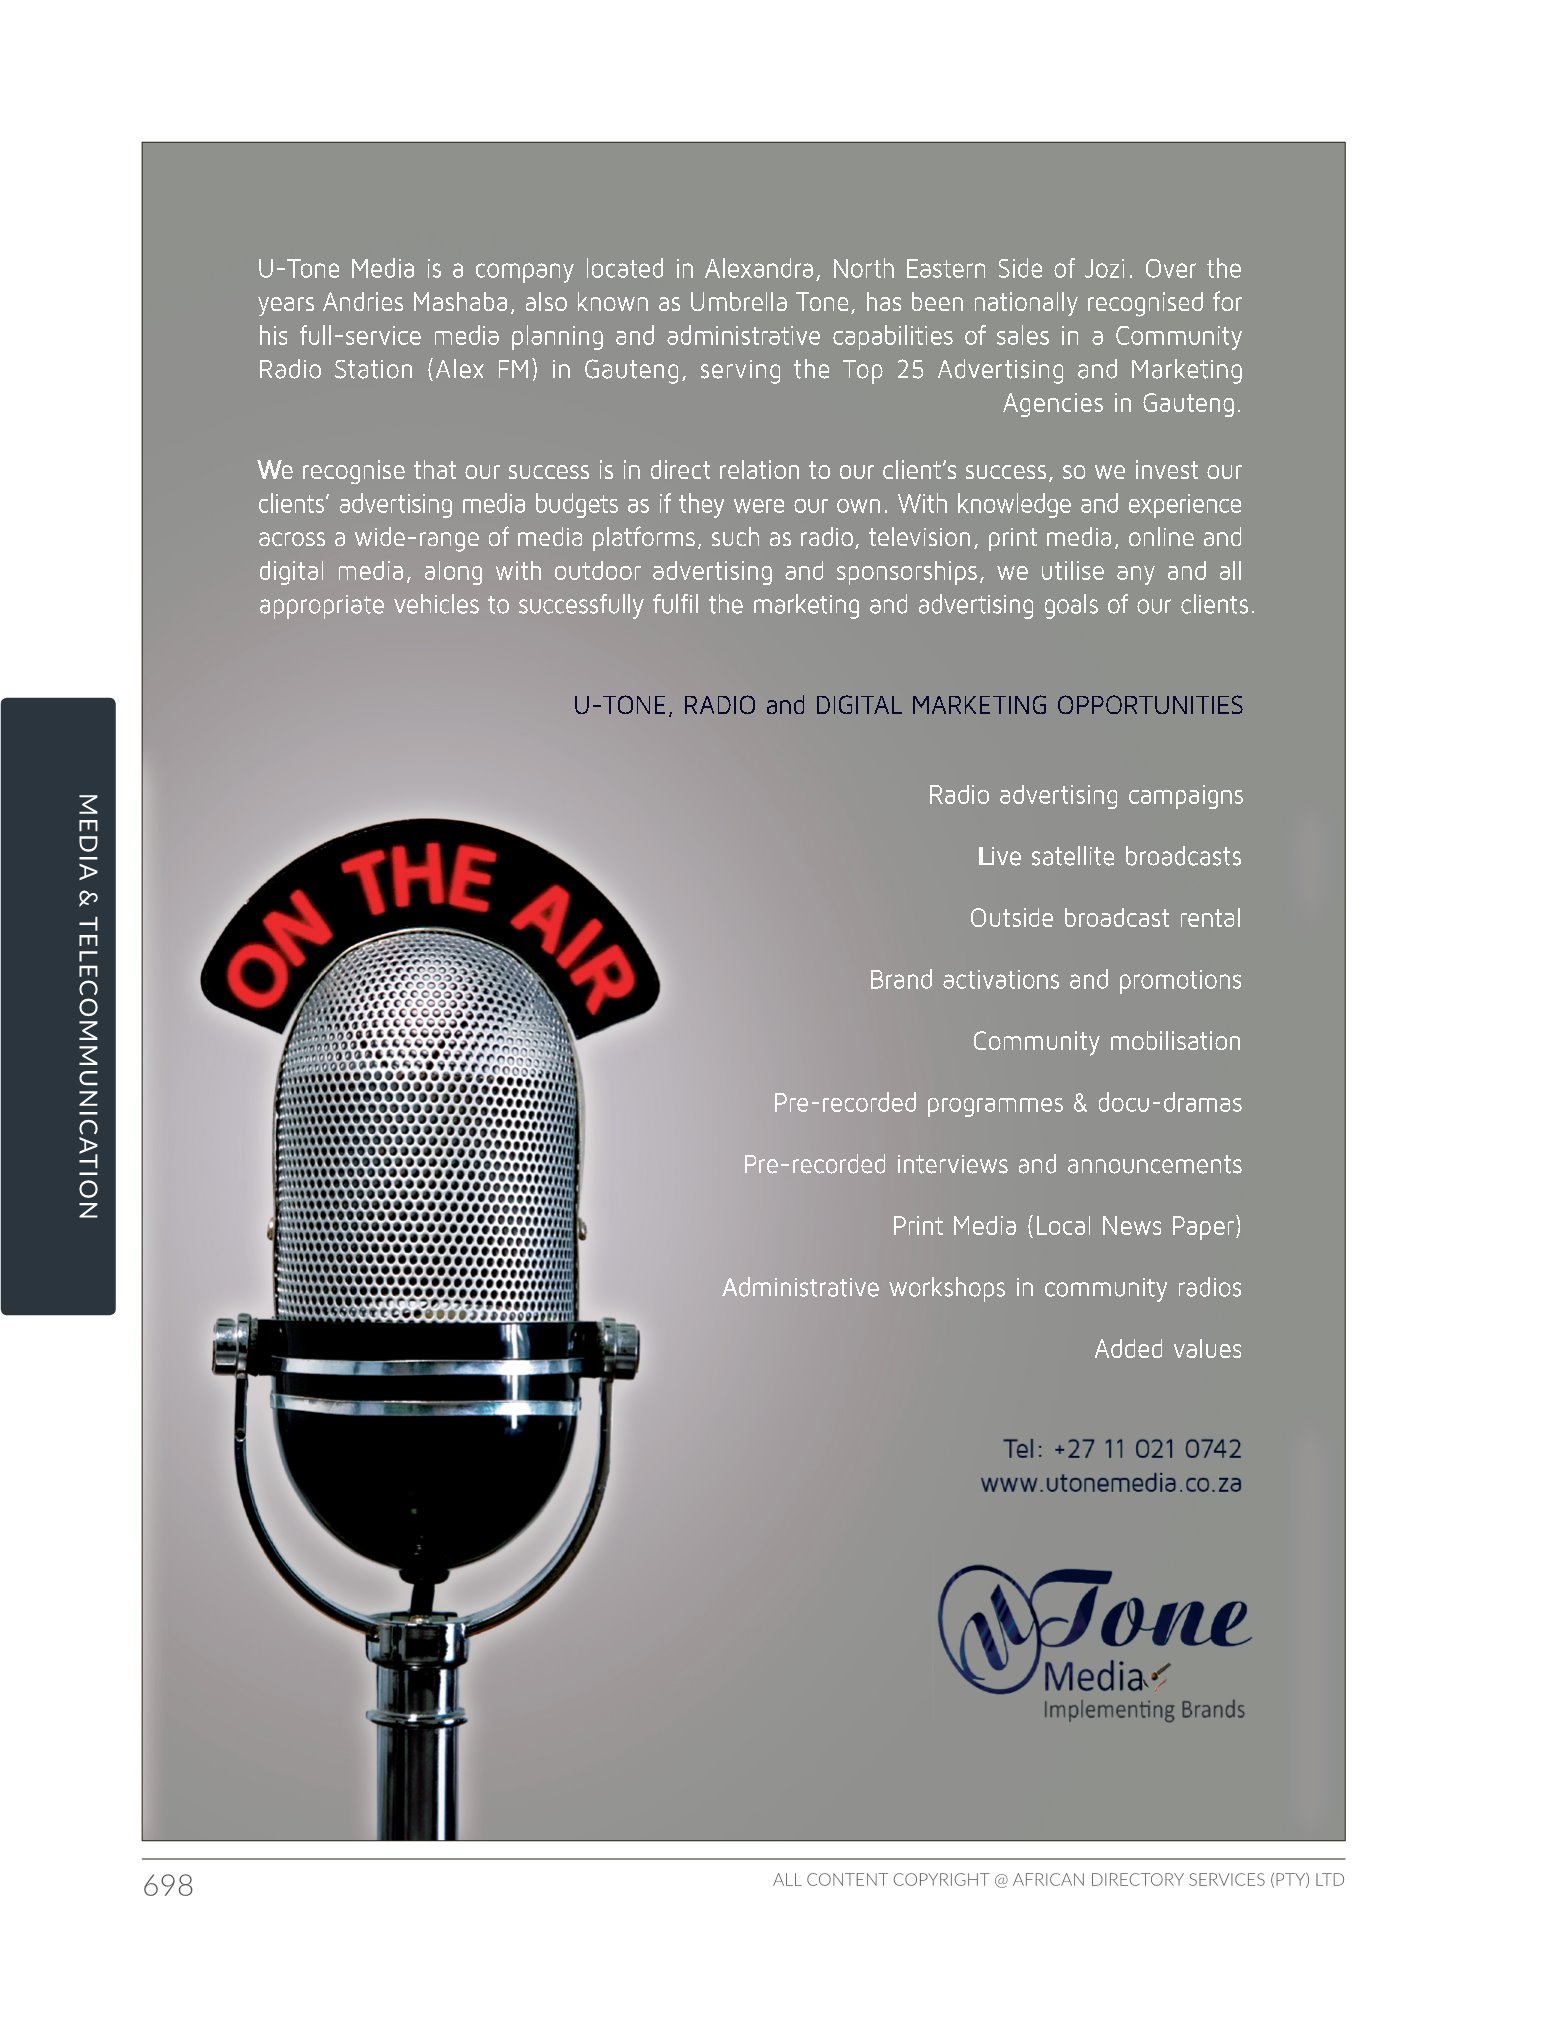 U-Tone Media is a company located in Alexandra, North Eastern Side of Jozi. Over the
years Andries Mashaba, also known as Umbrella Tone, has been nationally recognised for
his full-service media planning and administrative capabilities of sales in a Community
Radio Station (Alex FM) in Gauteng, serving the Top 25 Advertising and Marketing
Agencies in Gauteng.
We recognise that our success is in direct relation to our client's success, so we invest our
clients' advertising media budgets as if they were our own. With knowledge and experience
across a wide-range of media platforms, such as radio, television, print media, online and
digital media, along with outdoor advertising and sponsorships, we utilise any and all
appropriate vehicles to successfully fulfil the marketing and advertising goals of our clients.
U-TONE, RADIO and DIGITAL MARKETING OPPORTUNITIES
MEDIA & TELECOMMUNICATION
ON THE AIR
Radio advertising campaigns
Live satellite broadcasts
Outside broadcast rental
Brand activations and promotions
Community mobilisation
Pre-recorded programmes & docu-dramas
Pre-recorded interviews and announcements
Print Media (Local News Paper)
Administrative workshops in community radios
Added values
Tel: +27 11 021 0742
www.utonemedia.co.za
U Tone
Media
Implementing Brands
698
ALL CONTENT COPYRIGHT @ AFRICAN DIRECTORY SERVICES (PTY) LTD